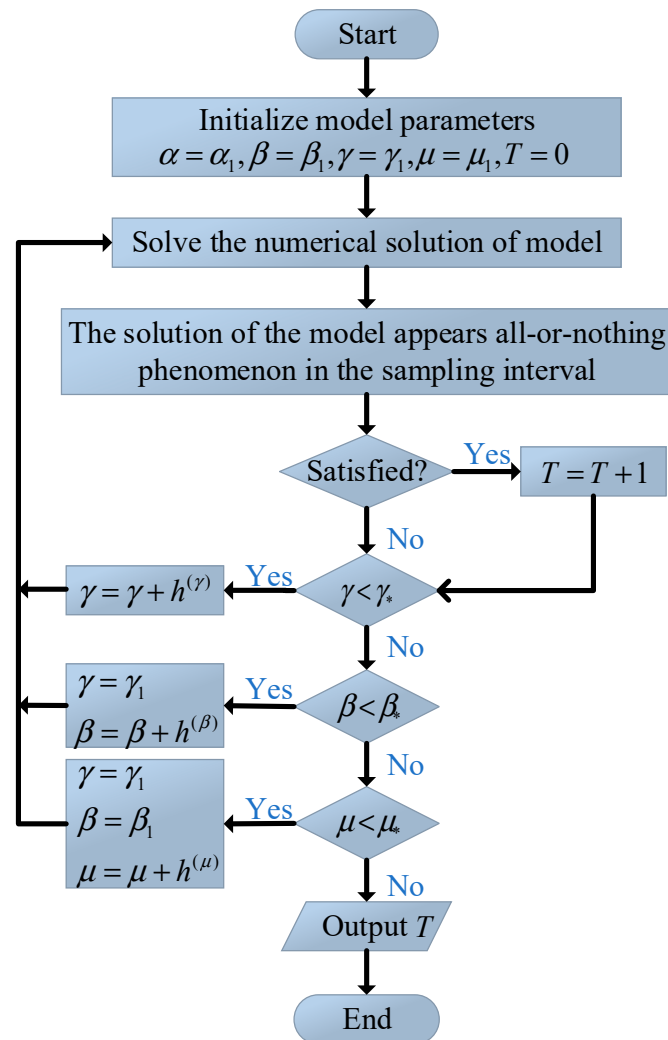 Start
Initialize model parameters
α = α₁, β = β₁, γ = γ₁, μ = μ₁, T = 0
Solve the numerical solution of model
The solution of the model appears all-or-nothing
phenomenon in the sampling interval
Satisfied?
Yes
T = T + 1
No
γ < γ*
Yes
γ = γ + h^(γ)
No
β < β*
Yes
γ = γ₁
β = β + h^(β)
No
μ < μ*
Yes
γ = γ₁
β = β₁
μ = μ + h^(μ)
No
Output T
End